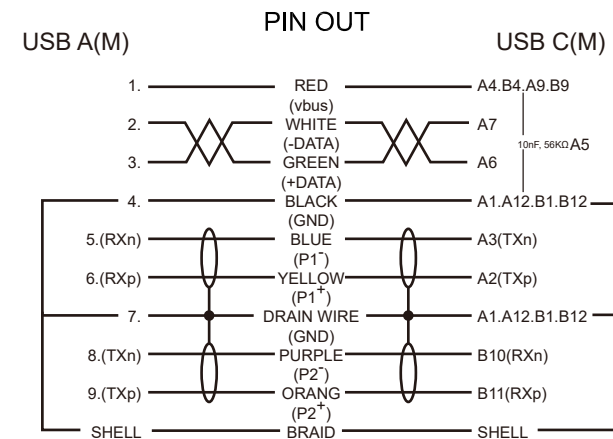 PIN OUT
USB A(M) USB C(M)
1. RED A4.B4.A9.B9
(vbus)
2. WHITE A7
(-DATA) 10nF, 56KΩ A5
3. GREEN A6
(+DATA)
4. BLACK A1.A12.B1.B12
(GND)
5.(RXn) BLUE A3(TXn)
(P1⁻)
6.(RXp) YELLOW A2(TXp)
(P1⁺)
7. DRAIN WIRE A1.A12.B1.B12
(GND)
8.(TXn) PURPLE B10(RXn)
(P2⁻)
9.(TXp) ORANG B11(RXp)
(P2⁺)
SHELL BRAID SHELL